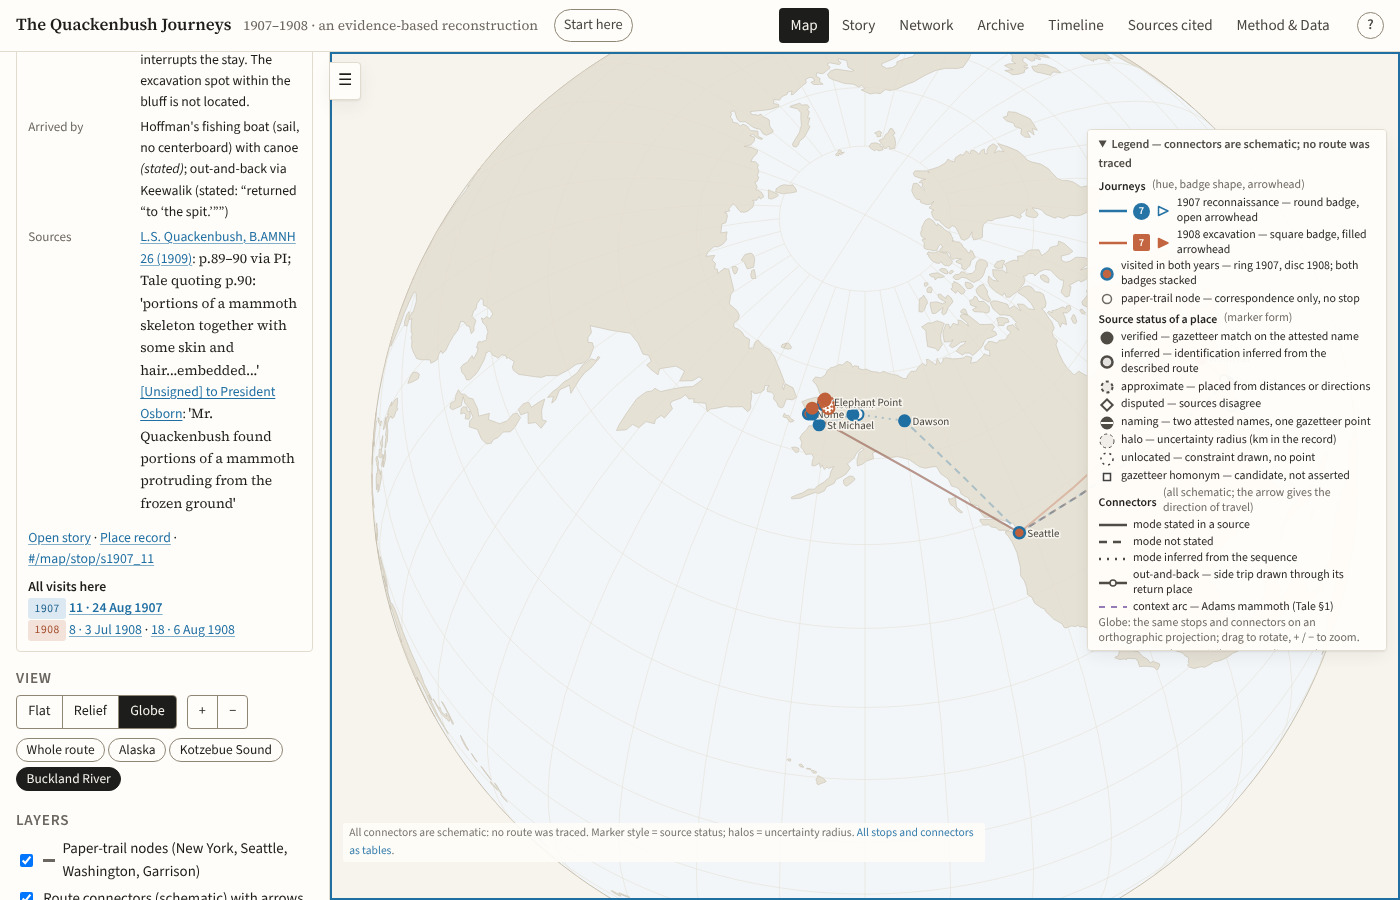 The Quackenbush Journeys 1907–1908 · an evidence-based reconstruction Start here Map Story Network Archive Timeline Sources cited Method & Data ?
interrupts the stay. The
excavation spot within the
bluff is not located.
Arrived by Hoffman's fishing boat (sail,
no centerboard) with canoe
(stated); out-and-back via
Keewalik (stated: “returned
“to ‘the spit.’””)
Sources L.S. Quackenbush, B.AMNH
26 (1909): p.89–90 via PI;
Tale quoting p.90:
'portions of a mammoth
skeleton together with
some skin and
hair...embedded...'
[Unsigned] to President
Osborn: 'Mr.
Quackenbush found
portions of a mammoth
protruding from the
frozen ground'
Open story · Place record ·
#/map/stop/s1907_11
All visits here
1907 11 · 24 Aug 1907
1908 8 · 3 Jul 1908 · 18 · 6 Aug 1908
VIEW
Flat Relief Globe + −
Whole route Alaska Kotzebue Sound
Buckland River
LAYERS
Paper-trail nodes (New York, Seattle,
Washington, Garrison)
Route connectors (schematic) with arrows
☰
Elephant Point
Nome
St Michael
Dawson
Seattle
▼ Legend — connectors are schematic; no route was
traced
Journeys (hue, badge shape, arrowhead)
7 1907 reconnaissance — round badge,
open arrowhead
7 1908 excavation — square badge, filled
arrowhead
visited in both years — ring 1907, disc 1908; both
badges stacked
paper-trail node — correspondence only, no stop
Source status of a place (marker form)
verified — gazetteer match on the attested name
inferred — identification inferred from the
described route
approximate — placed from distances or directions
disputed — sources disagree
naming — two attested names, one gazetteer point
halo — uncertainty radius (km in the record)
unlocated — constraint drawn, no point
gazetteer homonym — candidate, not asserted
Connectors (all schematic; the arrow gives the
direction of travel)
mode stated in a source
mode not stated
mode inferred from the sequence
out-and-back — side trip drawn through its
return place
context arc — Adams mammoth (Tale §1)
Globe: the same stops and connectors on an
orthographic projection; drag to rotate, + / − to zoom.
All connectors are schematic: no route was traced. Marker style = source status; halos = uncertainty radius. All stops and connectors
as tables.